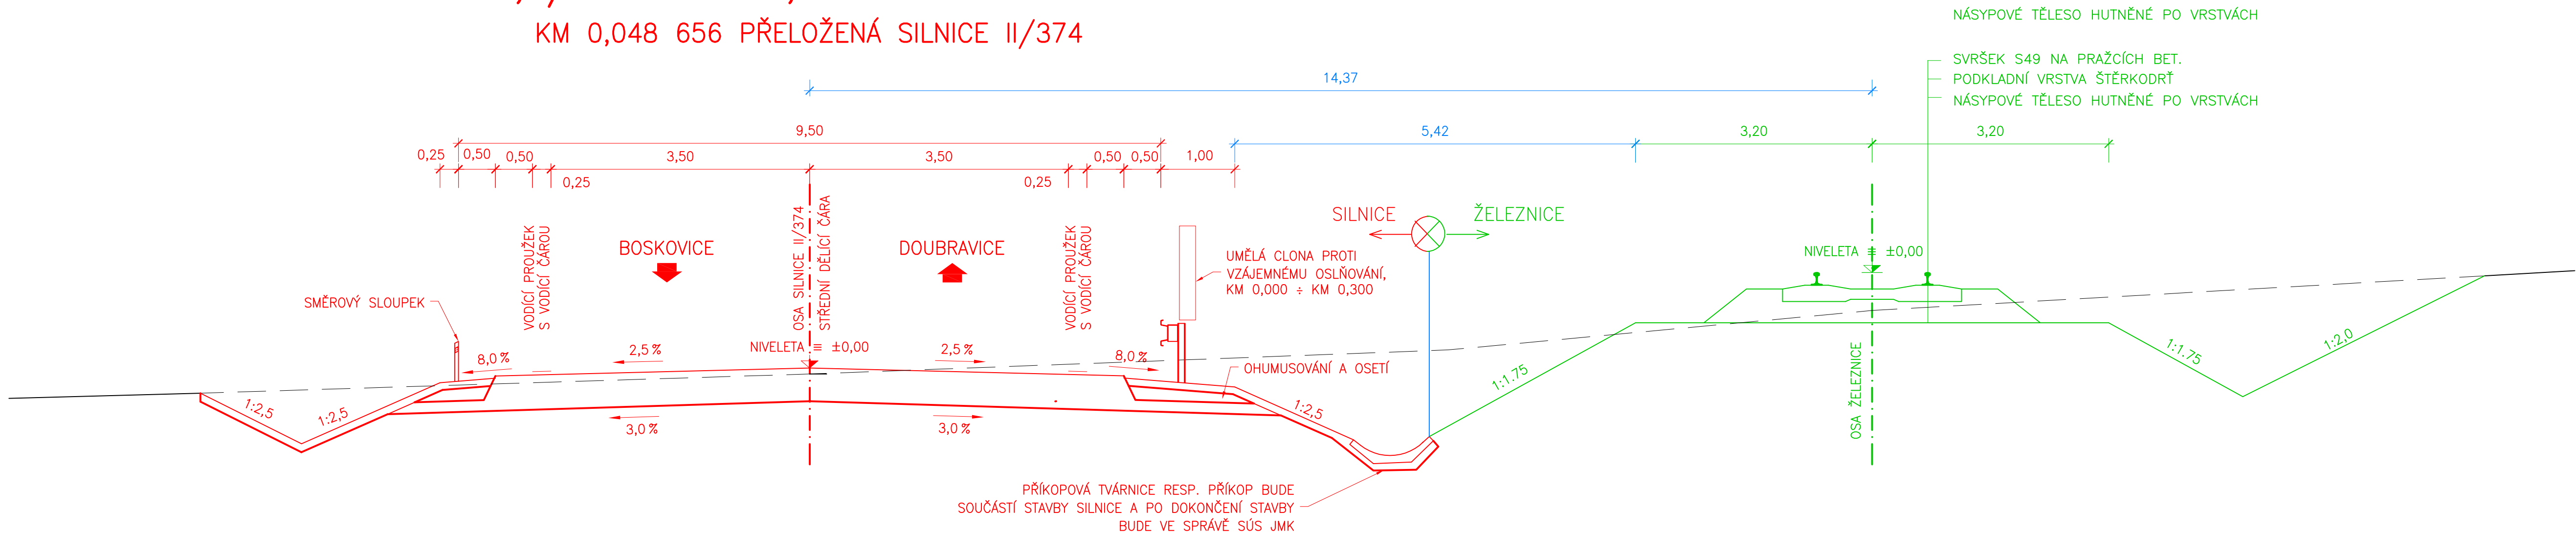 KM 0,048 656 PŘELOŽENÁ SILNICE II/374
NÁSYPOVÉ TĚLESO HUTNĚNÉ PO VRSTVÁCH
SVRŠEK S49 NA PRAŽCÍCH BET.
PODKLADNÍ VRSTVA ŠTĚRKODRŤ
NÁSYPOVÉ TĚLESO HUTNĚNÉ PO VRSTVÁCH
14,37
9,50
5,42
3,20
3,20
0,25
0,50
0,50
3,50
3,50
0,50
0,50
1,00
0,25
0,25
VODÍCÍ PROUŽEK
S VODÍCÍ ČÁROU
BOSKOVICE
OSA SILNICE II/374
STŘEDNÍ DĚLÍCÍ ČÁRA
DOUBRAVICE
VODÍCÍ PROUŽEK
S VODÍCÍ ČÁROU
SILNICE
ŽELEZNICE
UMĚLÁ CLONA PROTI
VZÁJEMNÉMU OSLŇOVÁNÍ,
KM 0,000 ÷ KM 0,300
NIVELETA ≡ ±0,00
SMĚROVÝ SLOUPEK
8,0%
2,5%
NIVELETA ≡ ±0,00
2,5%
8,0%
OHUMUSOVÁNÍ A OSETÍ
1:2,5
1:2,5
3,0%
3,0%
1:2,5
1:1.75
OSA ŽELEZNICE
1:1.75
1:2,0
PŘÍKOPOVÁ TVÁRNICE RESP. PŘÍKOP BUDE
SOUČÁSTÍ STAVBY SILNICE A PO DOKONČENÍ STAVBY
BUDE VE SPRÁVĚ SÚS JMK